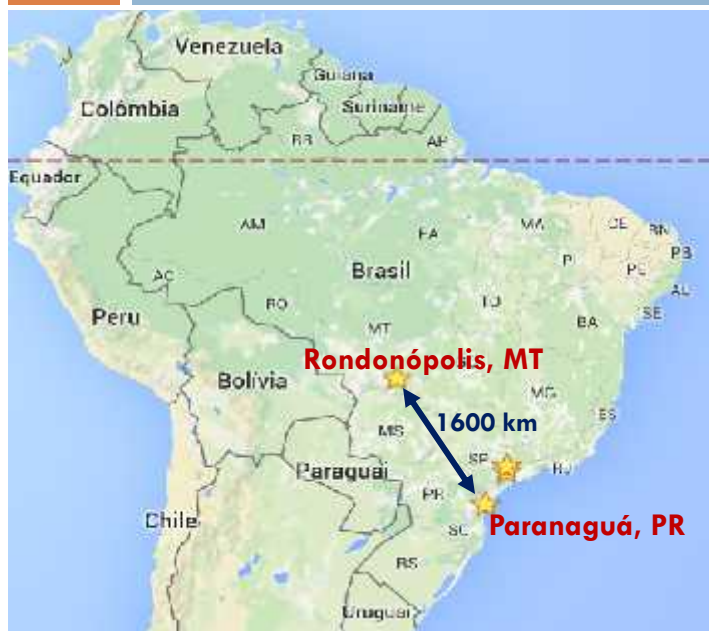 Venezuela
Guiana
Colômbia
Suriname
RR
AP
Equador
AM
PA
MA
CE
RN
Brasil
PI
PB
PE
AC
AL
TO
RO
SE
Peru
BA
MT
Rondonópolis, MT
Bolívia
MG
1600 km
ES
MS
SP
RJ
Paraguai
PR
Paranaguá, PR
Chile
SC
RS
Uruguai